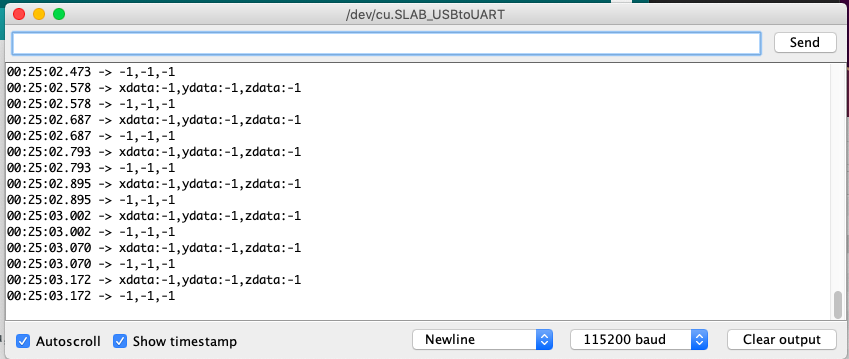 /dev/cu.SLAB_USBtoUART
Send
00:25:02.473 -> -1,-1,-1
00:25:02.578 -> xdata:-1,ydata:-1,zdata:-1
00:25:02.578 -> -1,-1,-1
00:25:02.687 -> xdata:-1,ydata:-1,zdata:-1
00:25:02.687 -> -1,-1,-1
00:25:02.793 -> xdata:-1,ydata:-1,zdata:-1
00:25:02.793 -> -1,-1,-1
00:25:02.895 -> xdata:-1,ydata:-1,zdata:-1
00:25:02.895 -> -1,-1,-1
00:25:03.002 -> xdata:-1,ydata:-1,zdata:-1
00:25:03.002 -> -1,-1,-1
00:25:03.070 -> xdata:-1,ydata:-1,zdata:-1
00:25:03.070 -> -1,-1,-1
00:25:03.172 -> xdata:-1,ydata:-1,zdata:-1
00:25:03.172 -> -1,-1,-1
Autoscroll Show timestamp Newline 115200 baud Clear output